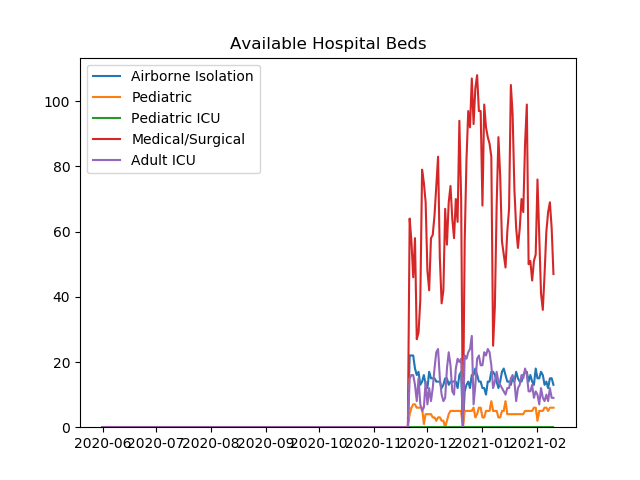 Available Hospital Beds
Airborne Isolation
Pediatric
Pediatric ICU
Medical/Surgical
Adult ICU
100
80
60
40
20
0
2020-06 2020-07 2020-08 2020-09 2020-10 2020-11 2020-12 2021-01 2021-02